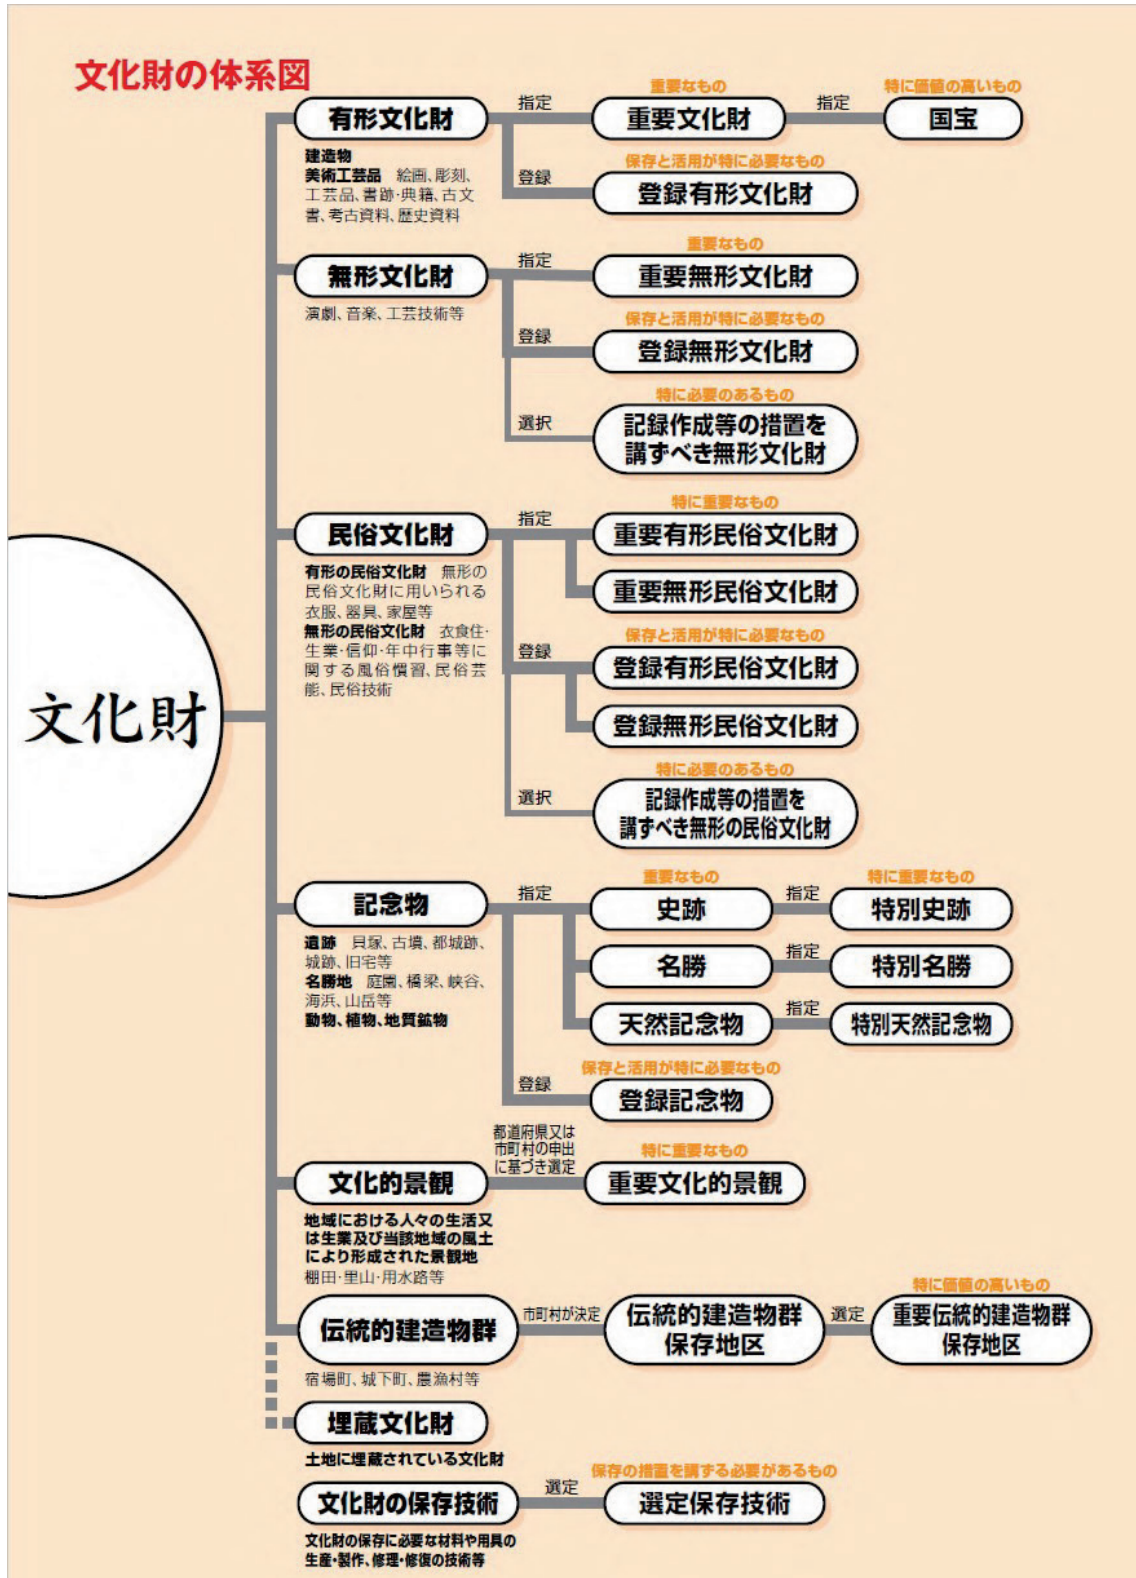 文化財の体系図
文化財
有形文化財
建造物
美術工芸品 絵画、彫刻、
工芸品、書跡・典籍、古文
書、考古資料、歴史資料
指定
重要なもの
重要文化財
指定
特に価値の高いもの
国宝
登録
保存と活用が特に必要なもの
登録有形文化財
無形文化財
演劇、音楽、工芸技術等
指定
重要なもの
重要無形文化財
登録
保存と活用が特に必要なもの
登録無形文化財
選択
特に必要のあるもの
記録作成等の措置を
講ずべき無形文化財
民俗文化財
有形の民俗文化財 無形の
民俗文化財に用いられる
衣服、器具、家屋等
無形の民俗文化財 衣食住・
生業・信仰・年中行事等に
関する風俗慣習、民俗芸
能、民俗技術
指定
特に重要なもの
重要有形民俗文化財
重要無形民俗文化財
登録
保存と活用が特に必要なもの
登録有形民俗文化財
登録無形民俗文化財
選択
特に必要のあるもの
記録作成等の措置を
講ずべき無形の民俗文化財
記念物
遺跡 貝塚、古墳、都城跡、
城跡、旧宅等
名勝地 庭園、橋梁、峡谷、
海浜、山岳等
動物、植物、地質鉱物
指定
重要なもの
史跡
指定
特に重要なもの
特別史跡
名勝
指定
特別名勝
天然記念物
指定
特別天然記念物
登録
保存と活用が特に必要なもの
登録記念物
文化的景観
地域における人々の生活又
は生業及び当該地域の風土
により形成された景観地
棚田・里山・用水路等
都道府県又は
市町村の申出
に基づき選定
特に重要なもの
重要文化的景観
伝統的建造物群
宿場町、城下町、農漁村等
市町村が決定
伝統的建造物群
保存地区
選定
特に価値の高いもの
重要伝統的建造物群
保存地区
埋蔵文化財
土地に埋蔵されている文化財
文化財の保存技術
文化財の保存に必要な材料や用具の
生産・製作、修理・修復の技術等
選定
保存の措置を講ずる必要があるもの
選定保存技術